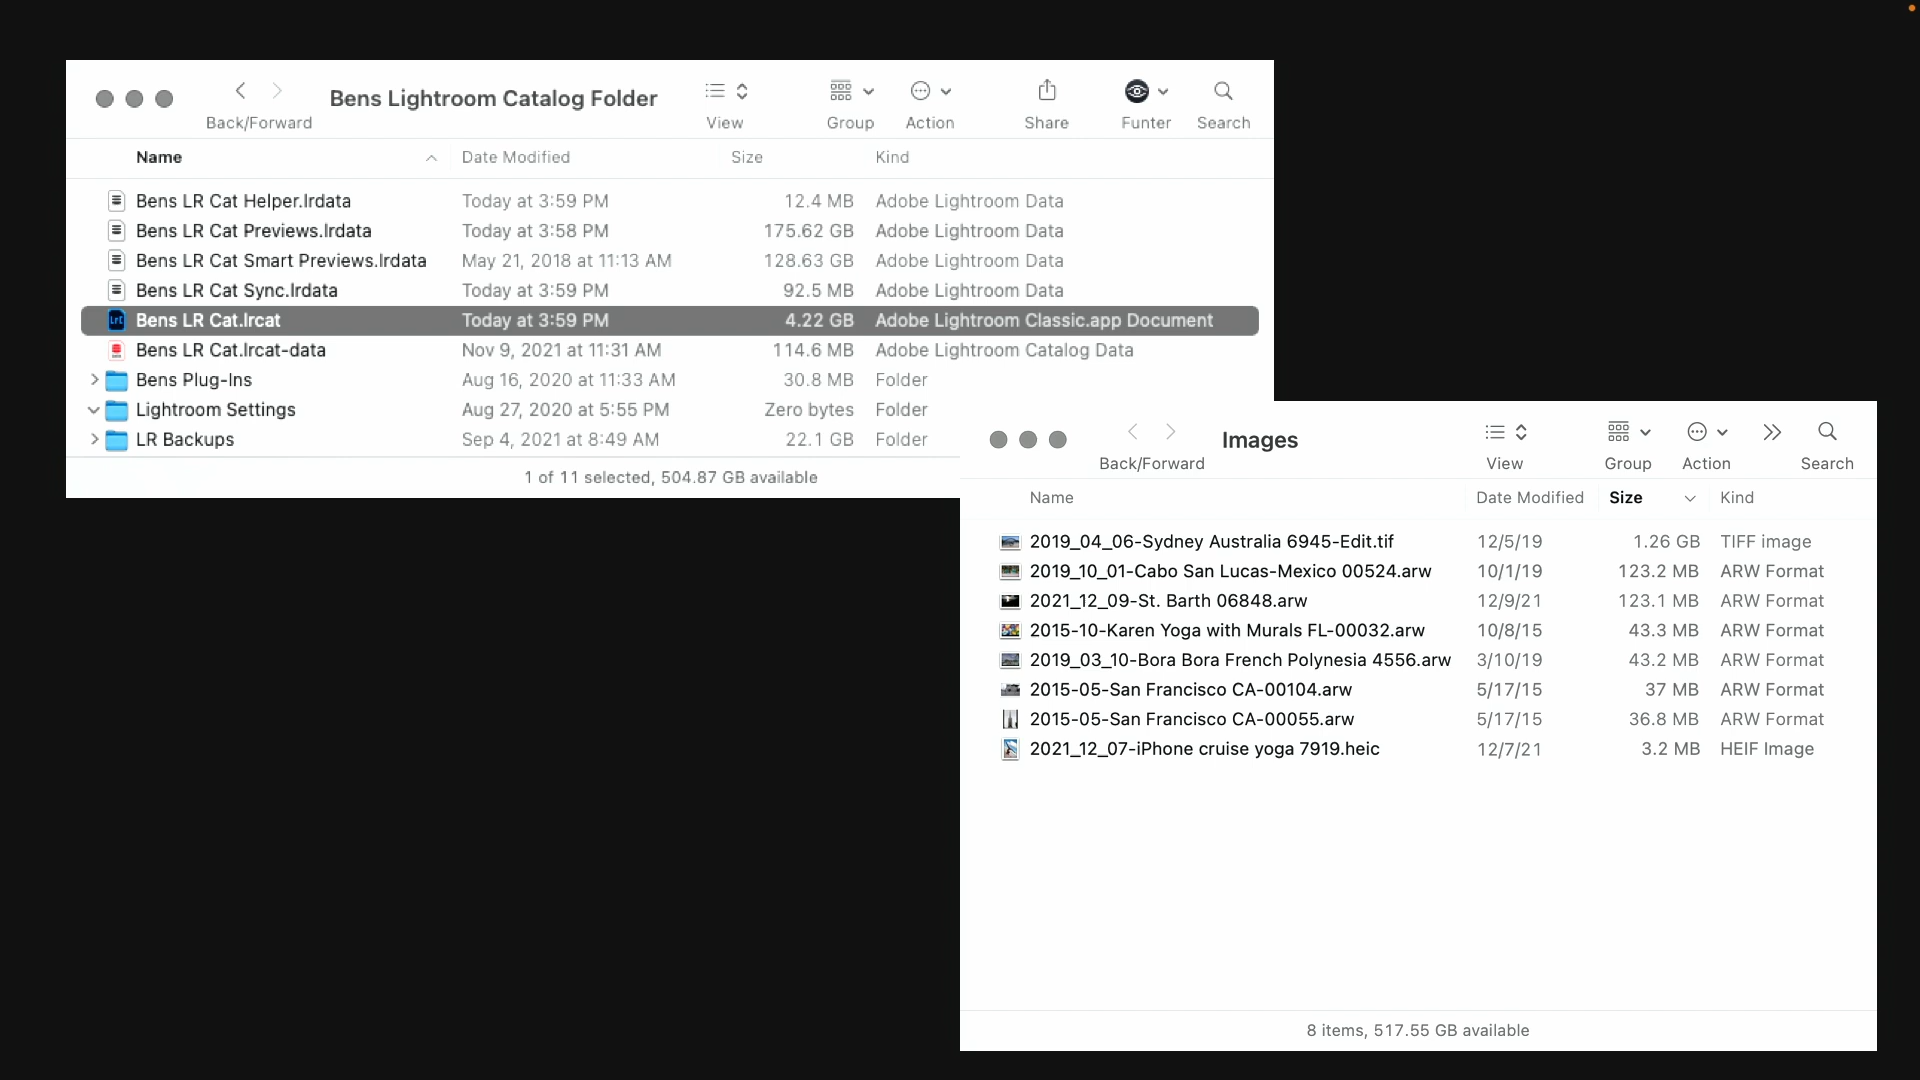 Bens Lightroom Catalog Folder
Back/Forward View Group Action Share Funter Search
Name Date Modified Size Kind
Bens LR Cat Helper.lrdata Today at 3:59 PM 12.4 MB Adobe Lightroom Data
Bens LR Cat Previews.lrdata Today at 3:58 PM 175.62 GB Adobe Lightroom Data
Bens LR Cat Smart Previews.lrdata May 21, 2018 at 11:13 AM 128.63 GB Adobe Lightroom Data
Bens LR Cat Sync.lrdata Today at 3:59 PM 92.5 MB Adobe Lightroom Data
LrC Bens LR Cat.lrcat Today at 3:59 PM 4.22 GB Adobe Lightroom Classic.app Document
Bens LR Cat.lrcat-data Nov 9, 2021 at 11:31 AM 114.6 MB Adobe Lightroom Catalog Data
Bens Plug-Ins Aug 16, 2020 at 11:33 AM 30.8 MB Folder
Lightroom Settings Aug 27, 2020 at 5:55 PM Zero bytes Folder
LR Backups Sep 4, 2021 at 8:49 AM 22.1 GB Folder
1 of 11 selected, 504.87 GB available
Images
Back/Forward View Group Action Search
Name Date Modified Size Kind
2019_04_06-Sydney Australia 6945-Edit.tif 12/5/19 1.26 GB TIFF image
2019_10_01-Cabo San Lucas-Mexico 00524.arw 10/1/19 123.2 MB ARW Format
2021_12_09-St. Barth 06848.arw 12/9/21 123.1 MB ARW Format
2015-10-Karen Yoga with Murals FL-00032.arw 10/8/15 43.3 MB ARW Format
2019_03_10-Bora Bora French Polynesia 4556.arw 3/10/19 43.2 MB ARW Format
2015-05-San Francisco CA-00104.arw 5/17/15 37 MB ARW Format
2015-05-San Francisco CA-00055.arw 5/17/15 36.8 MB ARW Format
2021_12_07-iPhone cruise yoga 7919.heic 12/7/21 3.2 MB HEIF Image
8 items, 517.55 GB available